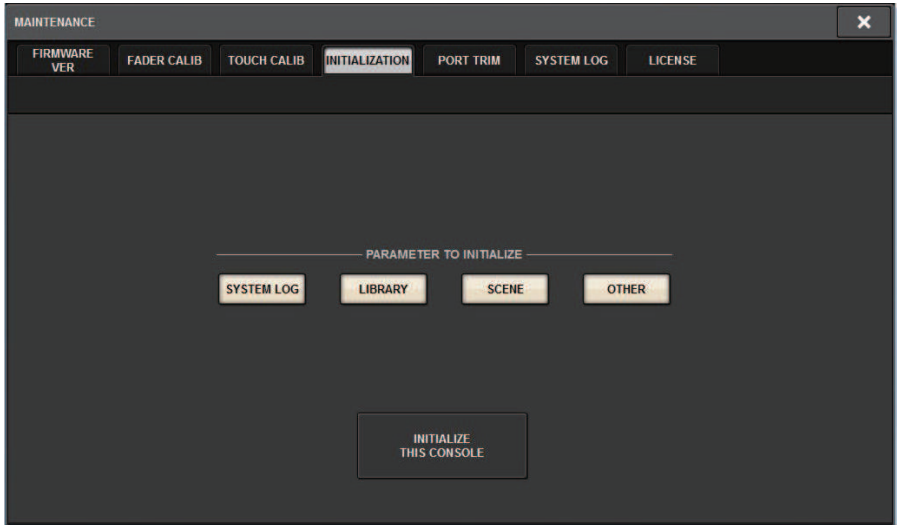 MAINTENANCE
FIRMWARE
VER
FADER CALIB
TOUCH CALIB
INITIALIZATION
PORT TRIM
SYSTEM LOG
LICENSE
PARAMETER TO INITIALIZE
SYSTEM LOG
LIBRARY
SCENE
OTHER
INITIALIZE
THIS CONSOLE